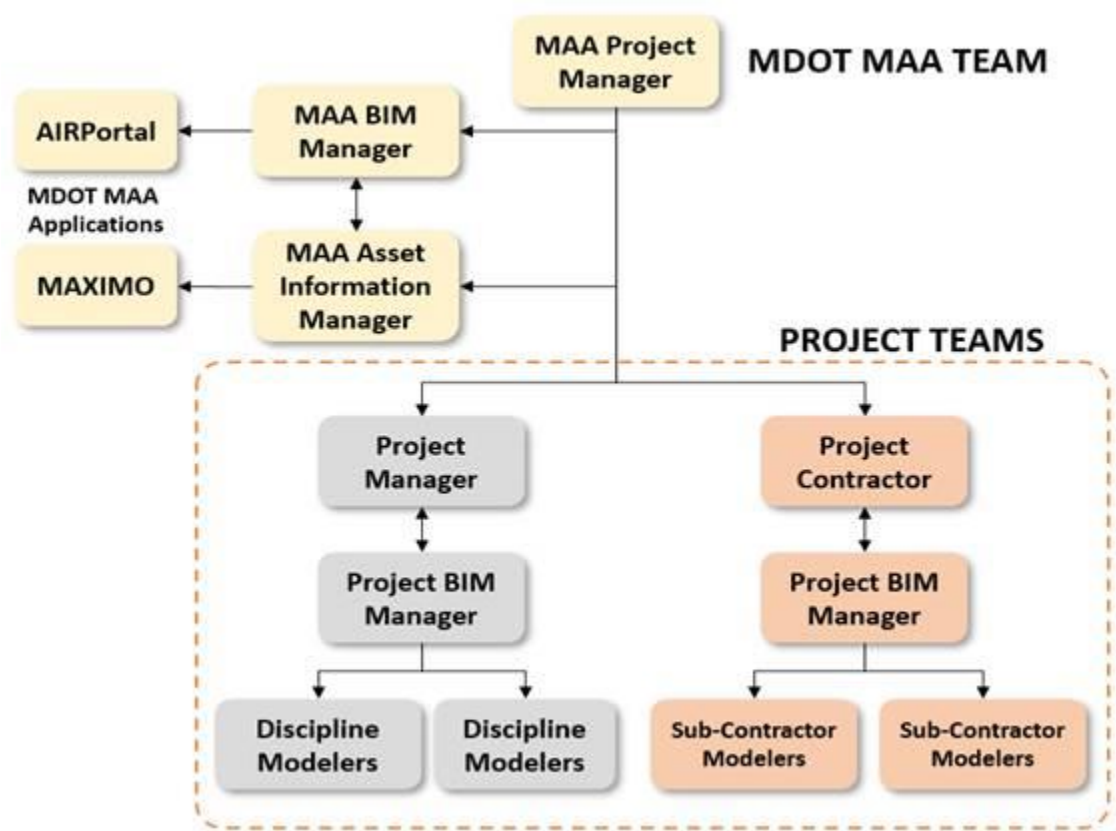 MAA Project
Manager
MDOT MAA TEAM
AIRPortal
MAA BIM
Manager
MDOT MAA
Applications
MAXIMO
MAA Asset
Information
Manager
PROJECT TEAMS
Project
Manager
Project
Contractor
Project BIM
Manager
Project BIM
Manager
Discipline
Modelers
Discipline
Modelers
Sub-Contractor
Modelers
Sub-Contractor
Modelers